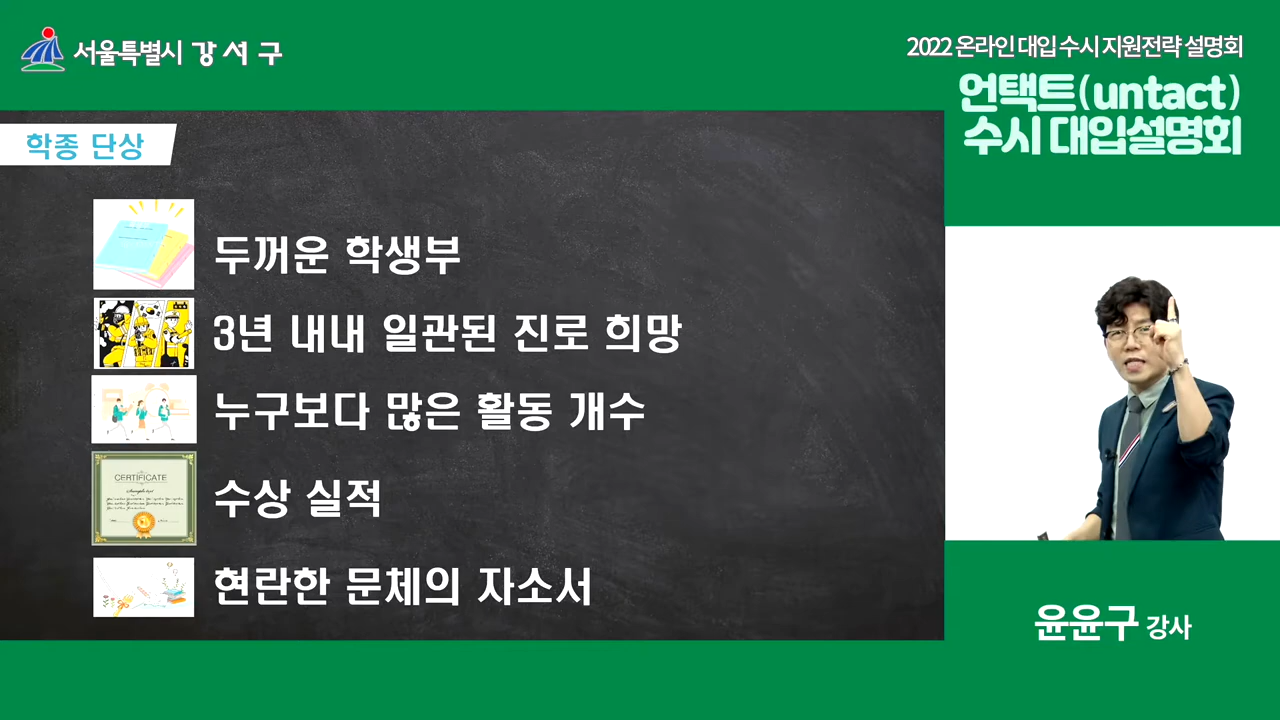 서울특별시 강서구
2022 온라인 대입 수시 지원전략 설명회
언택트(untact)
수시 대입설명회
학종 단상
두꺼운 학생부
3년 내내 일관된 진로 희망
누구보다 많은 활동 개수
CERTIFICATE
수상 실적
현란한 문체의 자소서
윤윤구 강사